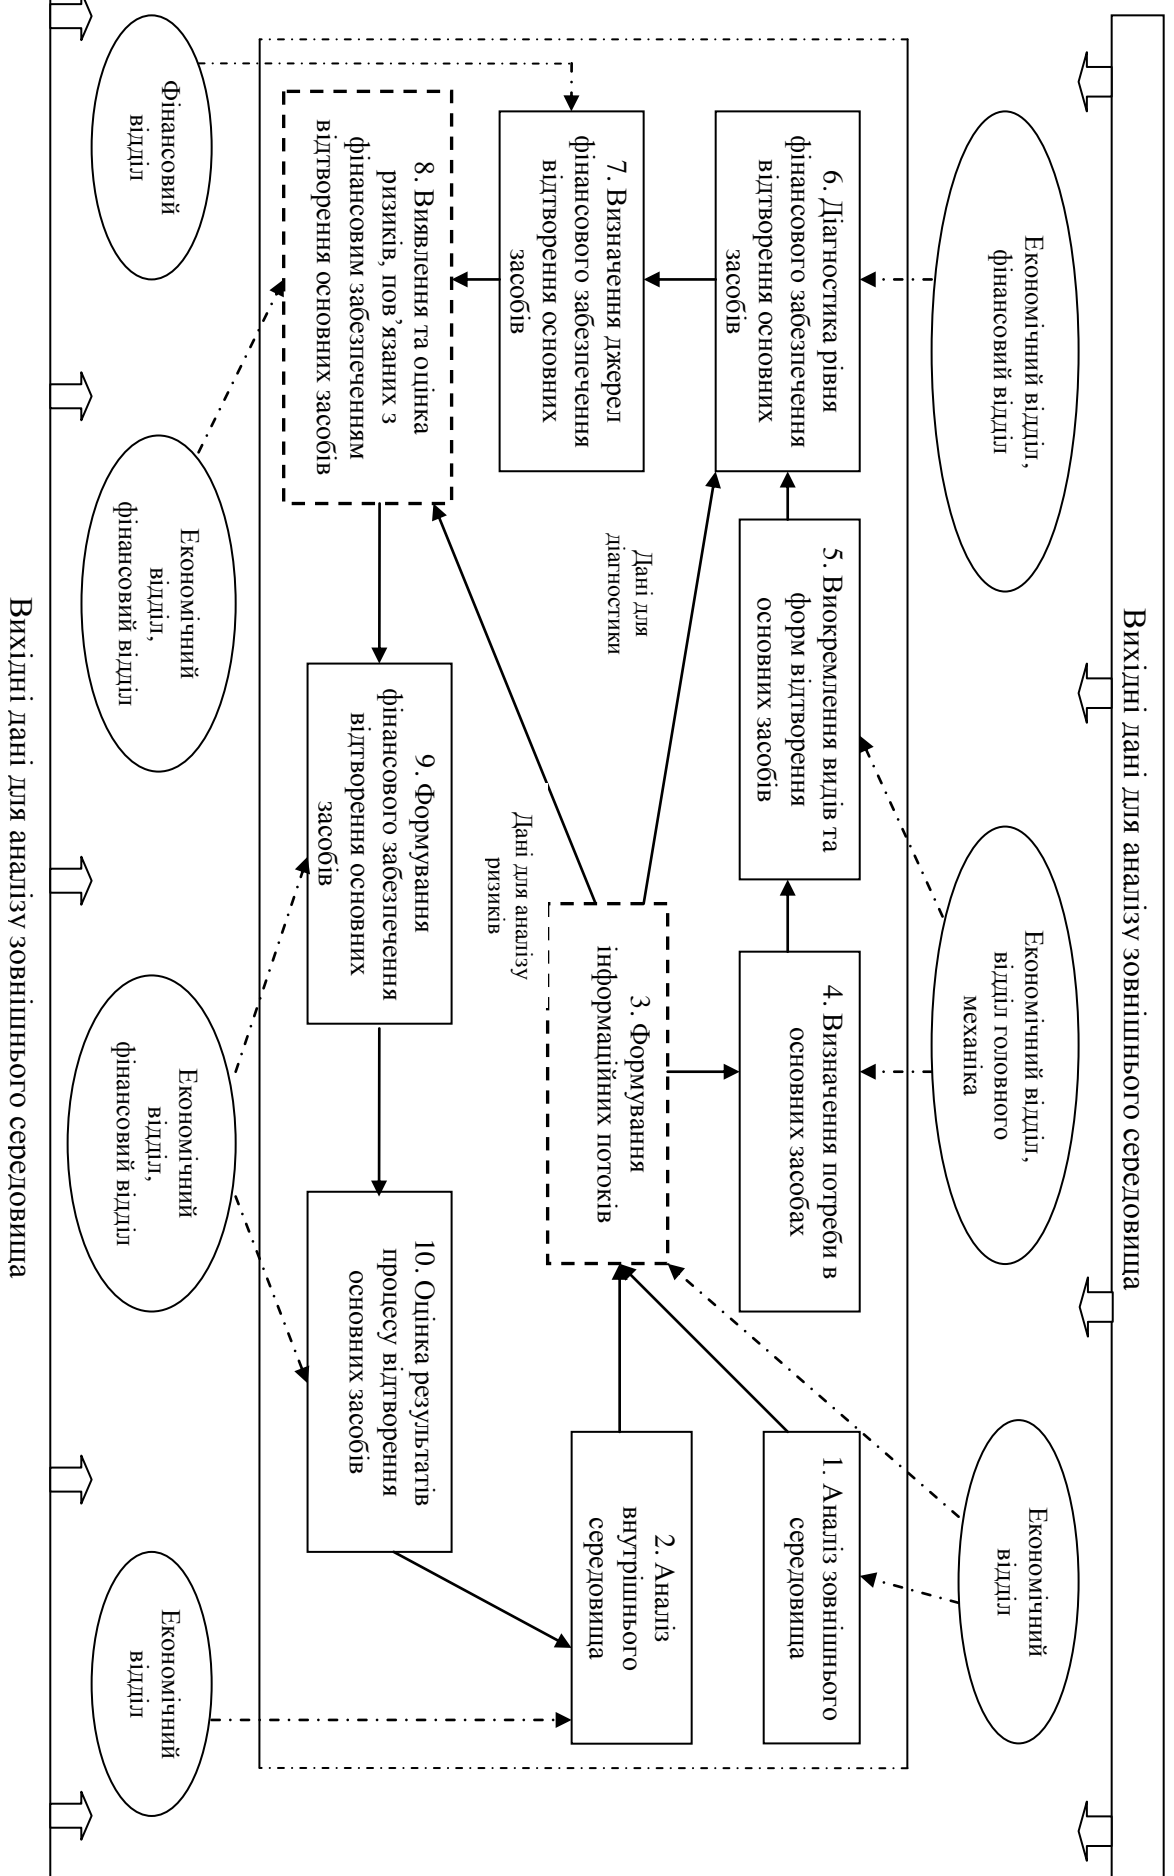 Вихідні дані для аналізу зовнішнього середовища
Економічний відділ,
фінансовий відділ
Економічний відділ,
відділ головного
механіка
Економічний
відділ
6. Діагностика рівня
фінансового забезпечення
відтворення основних
засобів
5. Виокремлення видів та
форм відтворення
основних засобів
4. Визначення потреби в
основних засобах
1. Аналіз зовнішнього
середовища
7. Визначення джерел
фінансового забезпечення
відтворення основних
засобів
Дані для
діагностики
3. Формування
інформаційних потоків
2. Аналіз
внутрішнього
середовища
Дані для аналізу
ризиків
8. Виявлення та оцінка
ризиків, пов’язаних з
фінансовим забезпеченням
відтворення основних засобів
9. Формування
фінансового забезпечення
відтворення основних
засобів
10. Оцінка результатів
процесу відтворення
основних засобів
Фінансовий
відділ
Економічний
відділ,
фінансовий відділ
Економічний
відділ,
фінансовий відділ
Економічний
відділ
Вихідні дані для аналізу зовнішнього середовища